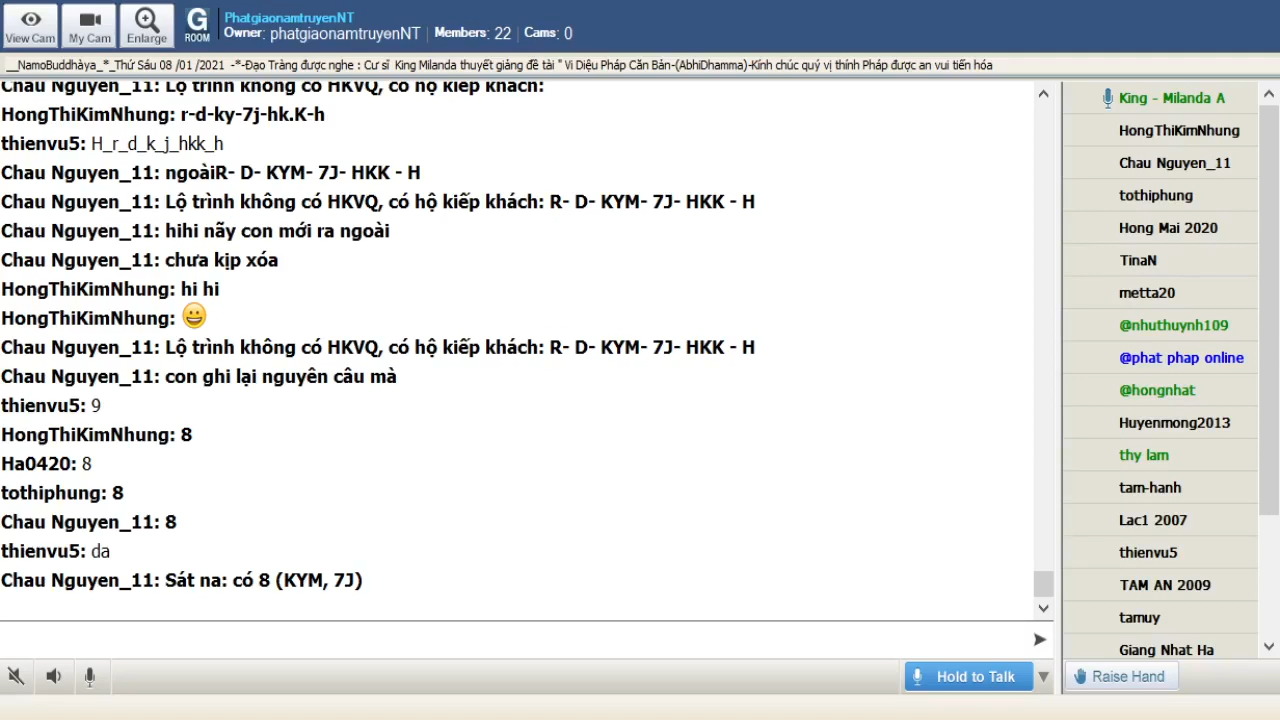 View Cam
My Cam
Enlarge
G
ROOM
PhatgiaonamtruyenNT
Owner: phatgiaonamtruyenNT Members: 22 Cams: 0
__NamoBuddhàya_*_Thứ Sáu 08 /01 /2021 -*-Đạo Tràng được nghe : Cư sĩ King Milanda thuyết giảng đề tài " Vi Diệu Pháp Căn Bản-(AbhiDhamma)-Kính chúc quý vị thính Pháp được an vui tiến hóa
Chau Nguyen_11: Lộ trình không có HKVQ, có hộ kiếp khách:
HongThiKimNhung: r-d-ky-7j-hk.K-h
thienvu5: H_r_d_k_j_hkk_h
Chau Nguyen_11: ngoàiR- D- KYM- 7J- HKK - H
Chau Nguyen_11: Lộ trình không có HKVQ, có hộ kiếp khách: R- D- KYM- 7J- HKK - H
Chau Nguyen_11: hihi nãy con mới ra ngoài
Chau Nguyen_11: chưa kịp xóa
HongThiKimNhung: hi hi
HongThiKimNhung:
Chau Nguyen_11: Lộ trình không có HKVQ, có hộ kiếp khách: R- D- KYM- 7J- HKK - H
Chau Nguyen_11: con ghi lại nguyên câu mà
thienvu5: 9
HongThiKimNhung: 8
Ha0420: 8
tothiphung: 8
Chau Nguyen_11: 8
thienvu5: da
Chau Nguyen_11: Sát na: có 8 (KYM, 7J)
King - Milanda A
HongThiKimNhung
Chau Nguyen_11
tothiphung
Hong Mai 2020
TinaN
metta20
@nhuthuynh109
@phat phap online
@hongnhat
Huyenmong2013
thy lam
tam-hanh
Lac1 2007
thienvu5
TAM AN 2009
tamuy
Giang Nhat Ha
Hold to Talk
Raise Hand